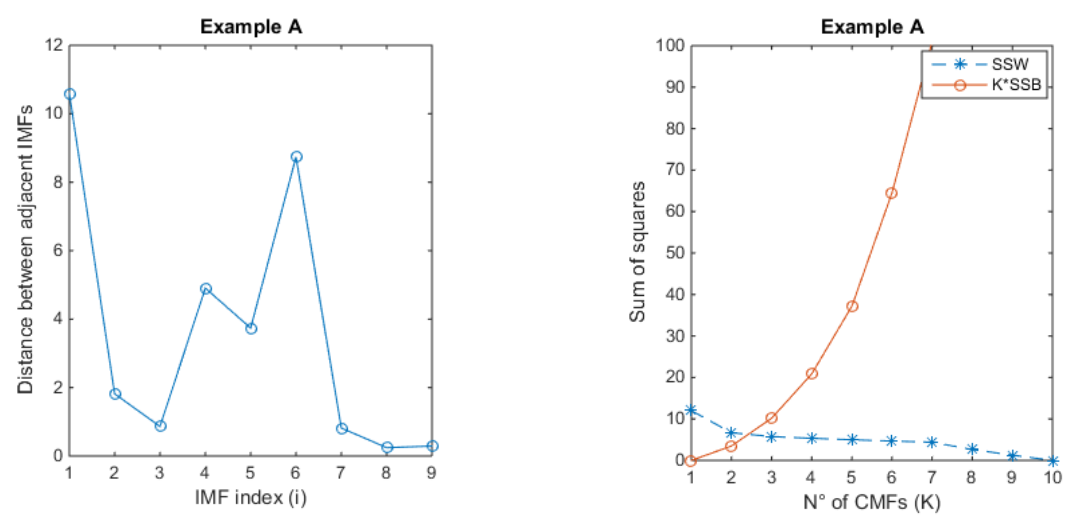 Example A
12
10
8
6
4
2
0
1 2 3 4 5 6 7 8 9
Distance between adjacent IMFs
IMF index (i)
Example A
100
90
80
70
60
50
40
30
20
10
0
1 2 3 4 5 6 7 8 9 10
Sum of squares
N° of CMFs (K)
SSW
K*SSB